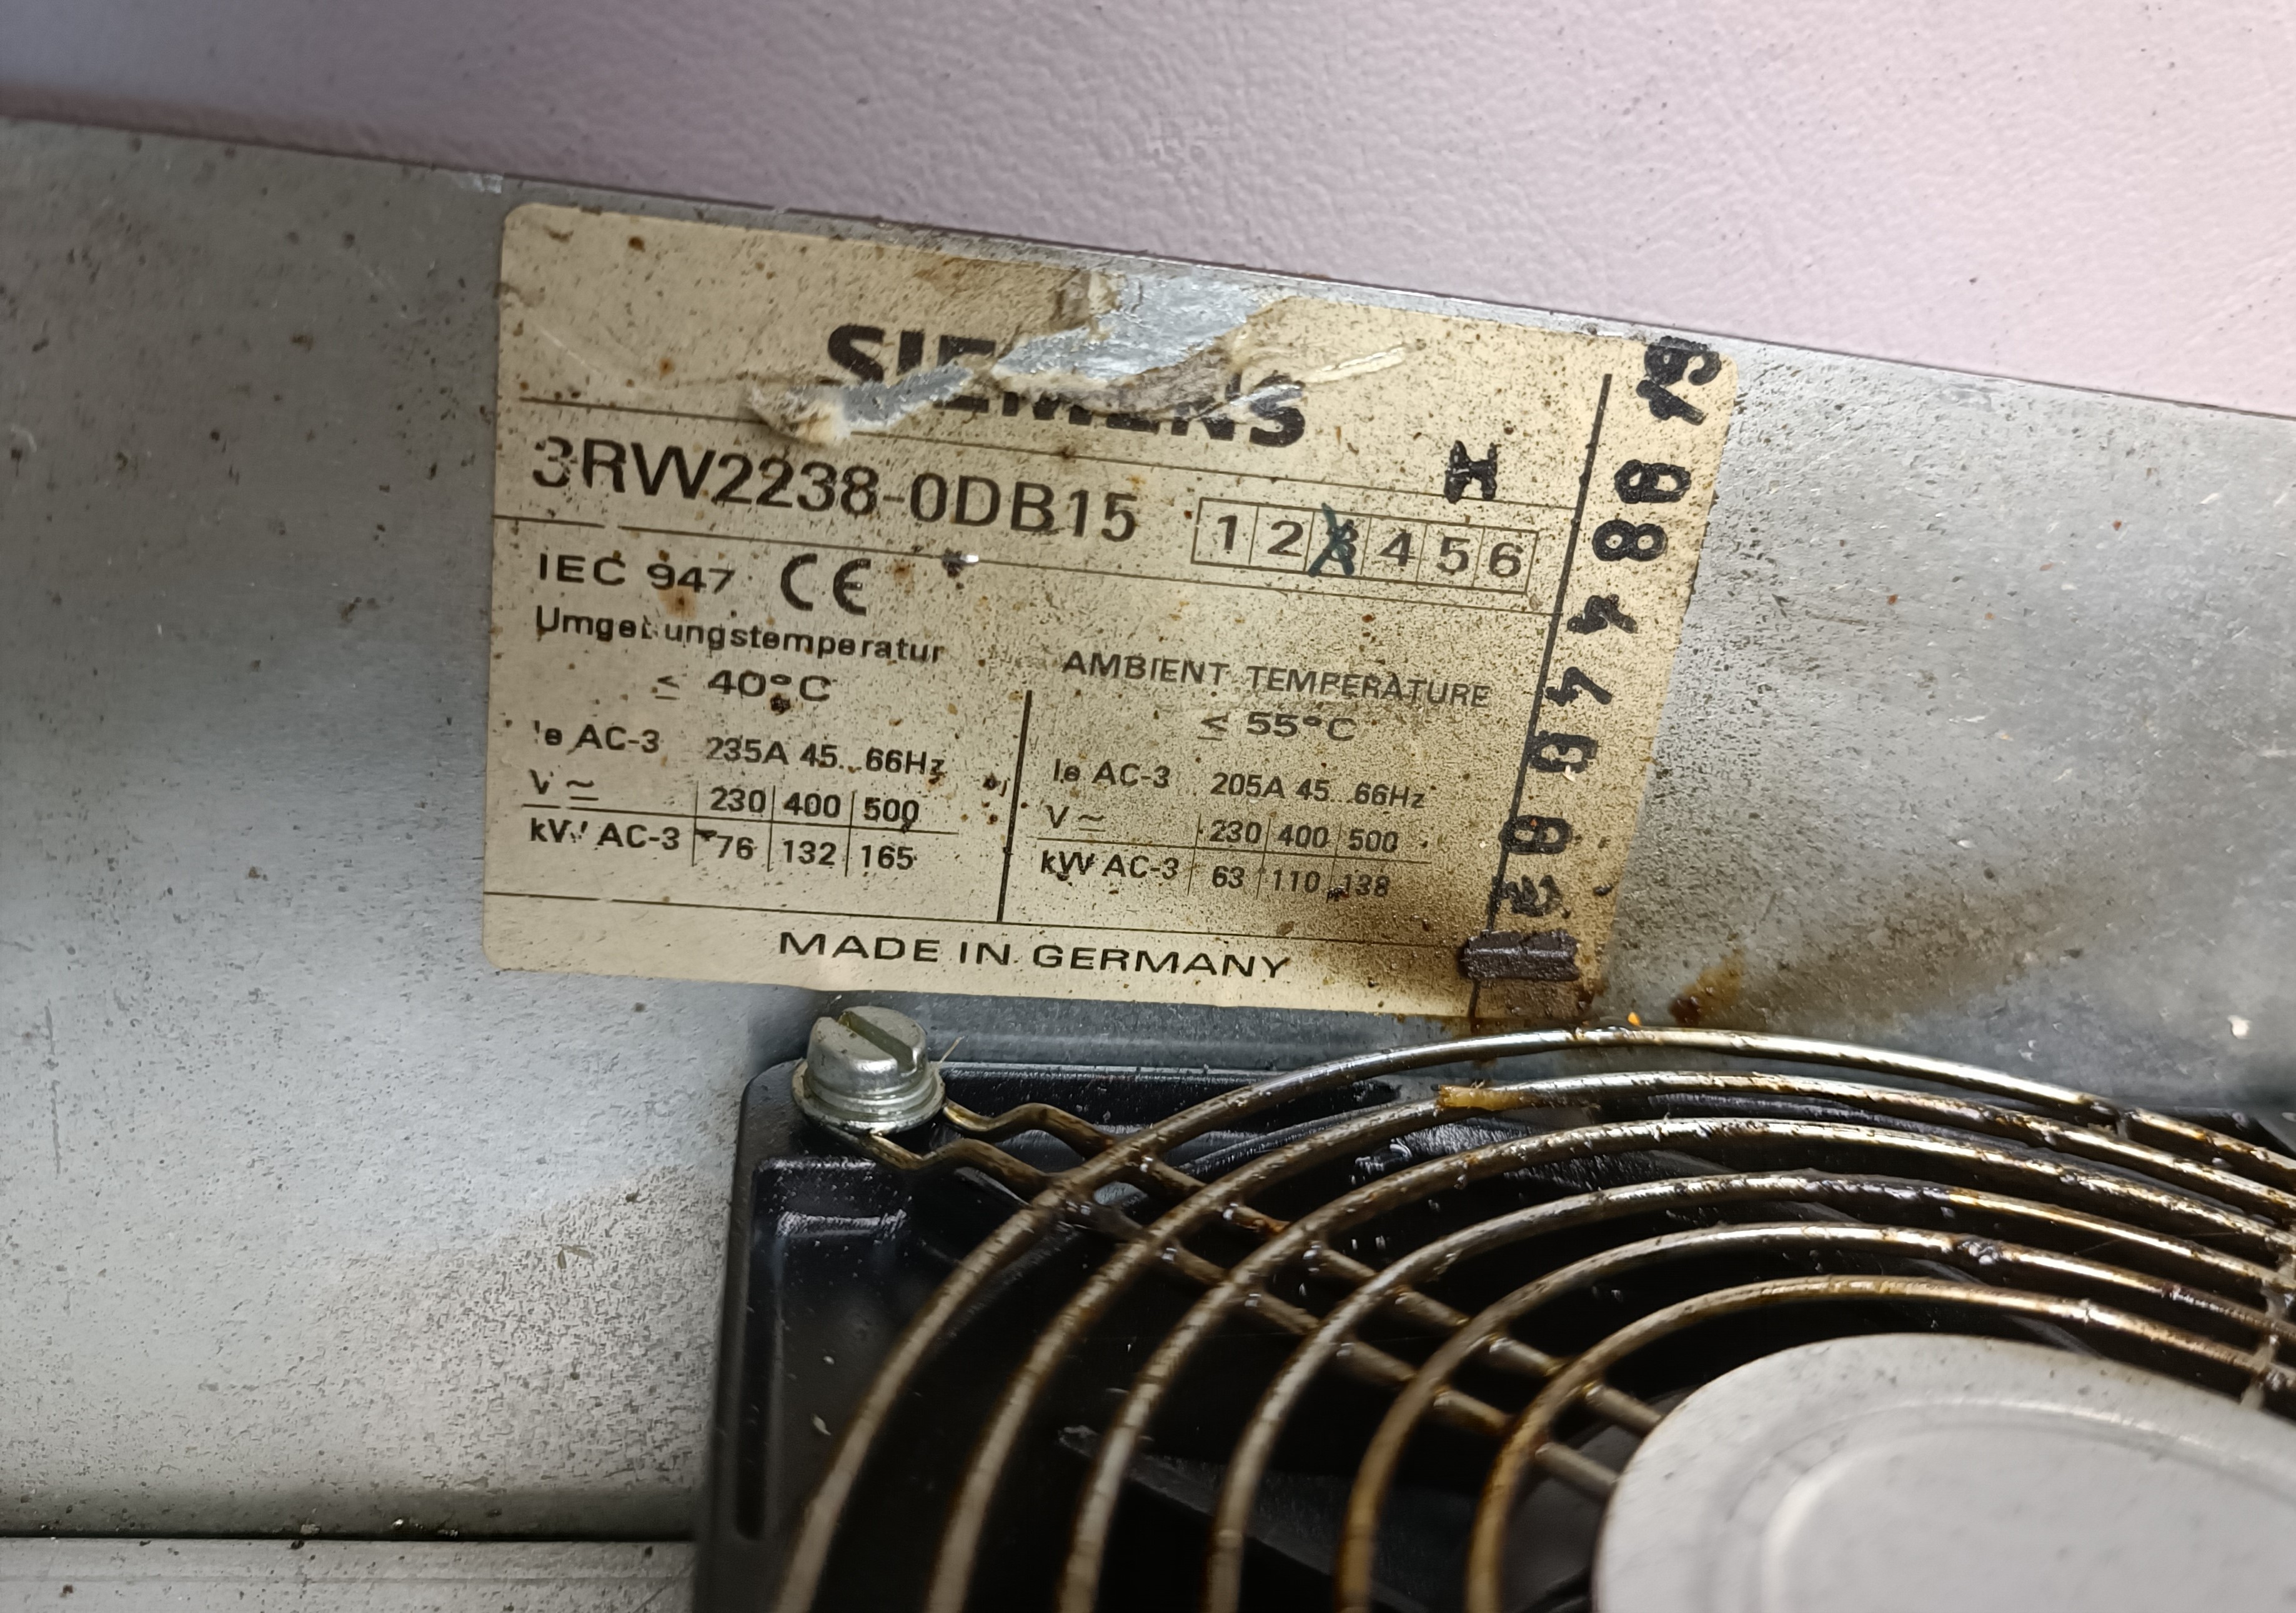 SIEMENS
3RW2238-0DB15
1 2 3 4 5 6
IEC 947 CE
Umgebungstemperatur
≤ 40°C
Ie AC-3 235A 45...66Hz
V ≃ 230 400 500
kW AC-3 76 132 165
AMBIENT TEMPERATURE
≤ 55°C
Ie AC-3 205A 45...66Hz
V ≃ 230 400 500
kW AC-3 63 110 138
MADE IN GERMANY